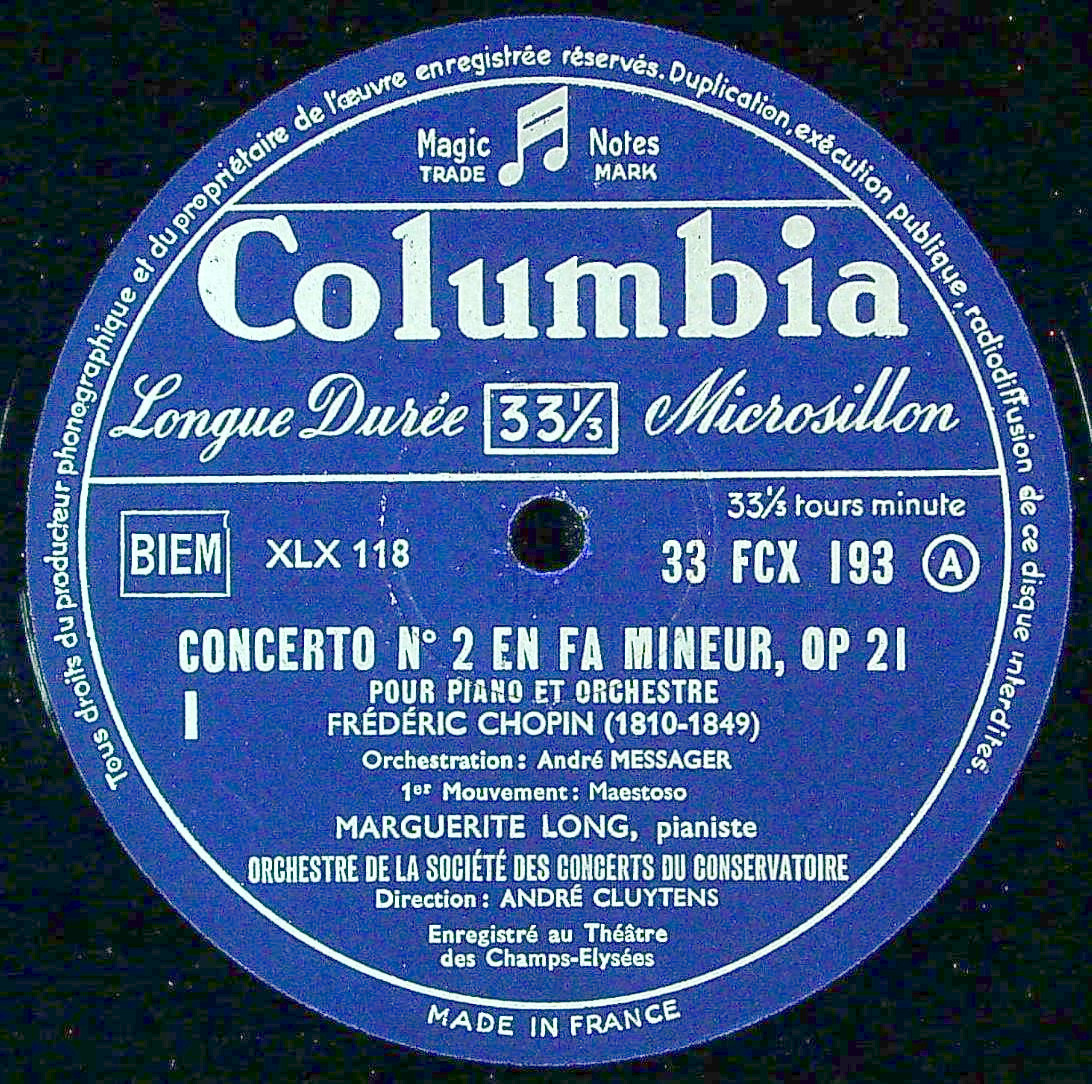 Tous droits du producteur phonographique et du propriétaire de l'œuvre enregistrée réservés. Duplication, exécution publique, radiodiffusion de ce disque interdites.
Magic Notes
TRADE MARK
Columbia
Longue Durée 33⅓ Microsillon
33⅓ tours minute
BIEM XLX 118 33 FCX 193 A
CONCERTO N° 2 EN FA MINEUR, OP 21
I
POUR PIANO ET ORCHESTRE
FRÉDÉRIC CHOPIN (1810-1849)
Orchestration: André MESSAGER
1er Mouvement: Maestoso
MARGUERITE LONG, pianiste
ORCHESTRE DE LA SOCIÉTÉ DES CONCERTS DU CONSERVATOIRE
Direction: ANDRÉ CLUYTENS
Enregistré au Théâtre
des Champs-Elysées
MADE IN FRANCE